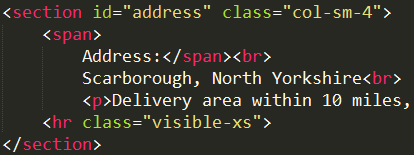 <section id="address" class="col-sm-4">
<span>
Address:</span><br>
Scarborough, North Yorkshire<br>
<p>Delivery area within 10 miles,
<hr class="visible-xs">
</section>